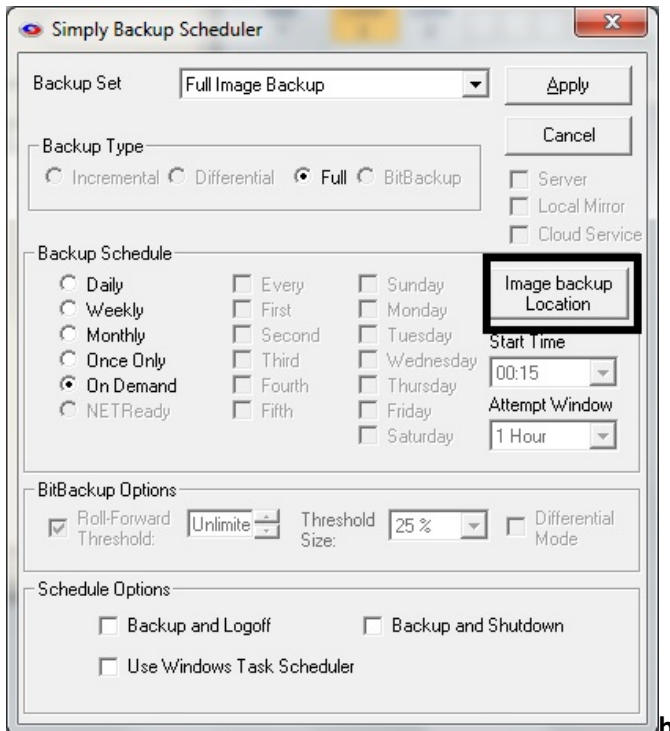 Simply Backup Scheduler
Backup Set Full Image Backup Apply
Cancel
Backup Type
Incremental Differential Full BitBackup
Server
Local Mirror
Cloud Service
Backup Schedule
Daily Every Sunday
Weekly First Monday
Monthly Second Tuesday
Once Only Third Wednesday
On Demand Fourth Thursday
NETReady Fifth Friday
Saturday
Image backup
Location
Start Time
00:15
Attempt Window
1 Hour
BitBackup Options
Roll-Forward
Threshold:
Unlimite
Threshold
Size:
25 %
Differential
Mode
Schedule Options
Backup and Logoff Backup and Shutdown
Use Windows Task Scheduler